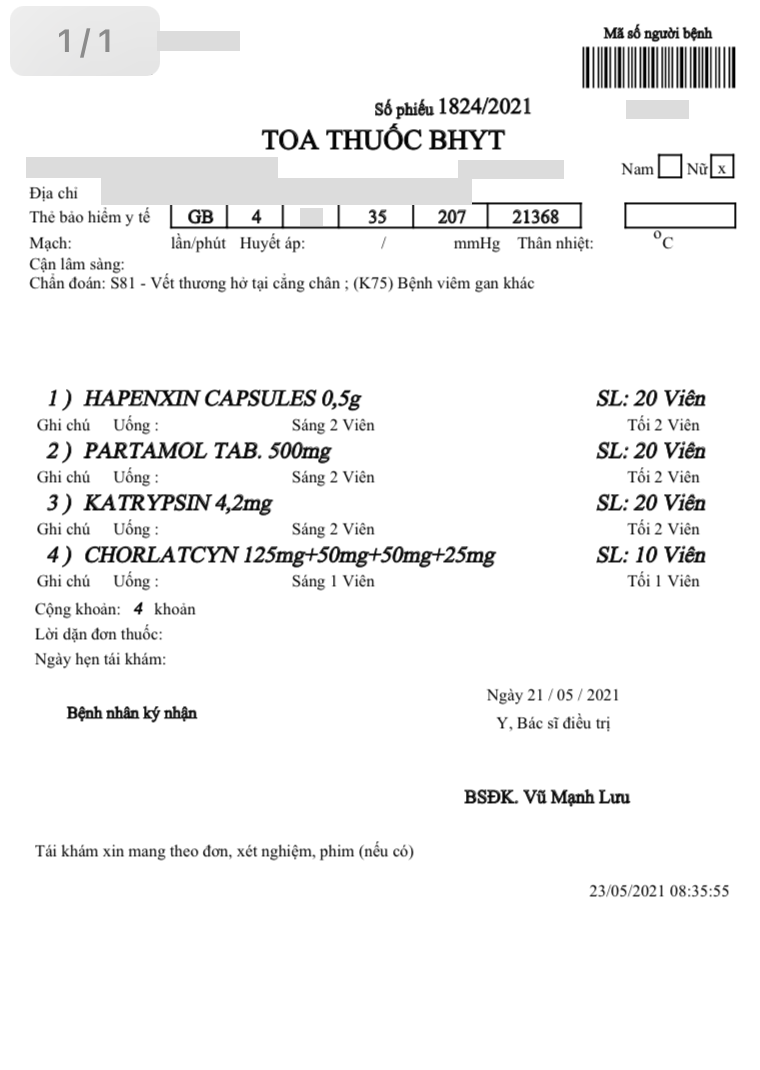 1/1
Mã số người bệnh
Số phiếu 1824/2021
TOA THUỐC BHYT
Nam Nữ x
Địa chỉ
Thẻ bảo hiểm y tế GB 4 35 207 21368
Mạch: lần/phút Huyết áp: / mmHg Thân nhiệt: °C
Cận lâm sàng:
Chẩn đoán: S81 - Vết thương hở tại cẳng chân ; (K75) Bệnh viêm gan khác
1 ) HAPENXIN CAPSULES 0,5g SL: 20 Viên
Ghi chú Uống : Sáng 2 Viên Tối 2 Viên
2 ) PARTAMOL TAB. 500mg SL: 20 Viên
Ghi chú Uống : Sáng 2 Viên Tối 2 Viên
3 ) KATRYPSIN 4,2mg SL: 20 Viên
Ghi chú Uống : Sáng 2 Viên Tối 2 Viên
4 ) CHORLATCYN 125mg+50mg+50mg+25mg SL: 10 Viên
Ghi chú Uống : Sáng 1 Viên Tối 1 Viên
Cộng khoản: 4 khoản
Lời dặn đơn thuốc:
Ngày hẹn tái khám:
Ngày 21 / 05 / 2021
Bệnh nhân ký nhận
Y, Bác sĩ điều trị
BSĐK. Vũ Mạnh Lưu
Tái khám xin mang theo đơn, xét nghiệm, phim (nếu có)
23/05/2021 08:35:55